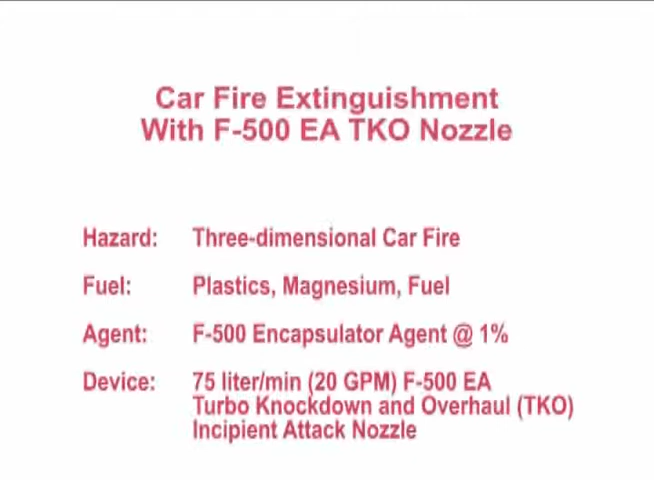 Car Fire Extinguishment
With F-500 EA TKO Nozzle
Hazard: Three-dimensional Car Fire
Fuel: Plastics, Magnesium, Fuel
Agent: F-500 Encapsulator Agent @ 1%
Device: 75 liter/min (20 GPM) F-500 EA
Turbo Knockdown and Overhaul (TKO)
Incipient Attack Nozzle